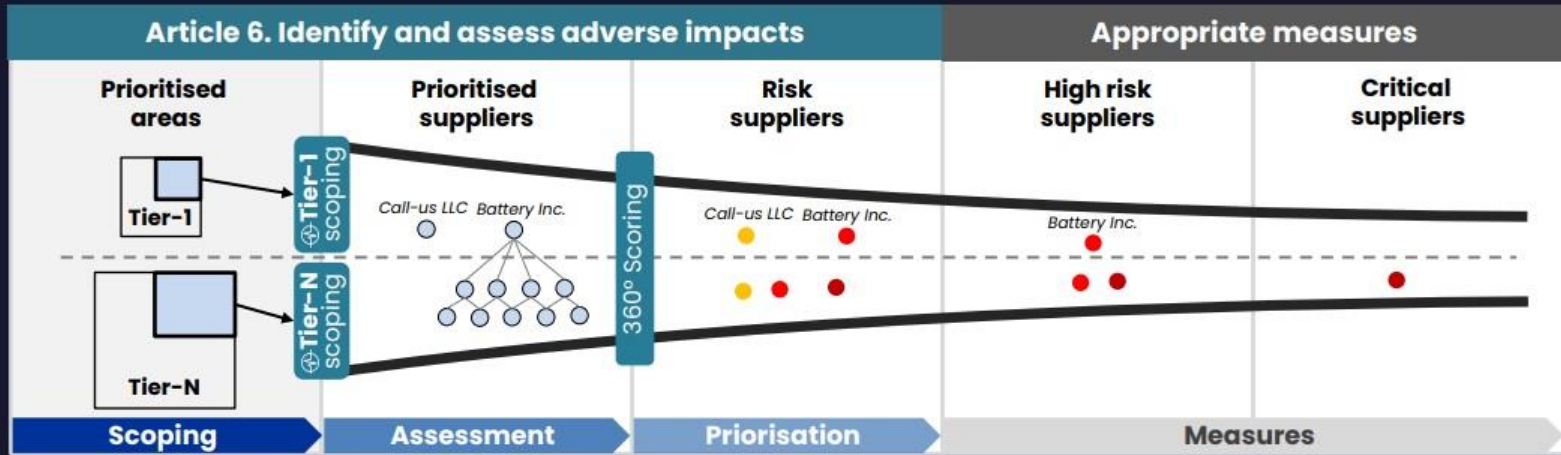 Article 6. Identify and assess adverse impacts
Appropriate measures
Prioritised
areas
Prioritised
suppliers
Risk
suppliers
High risk
suppliers
Critical
suppliers
Tier-1
Tier-N
Tier-1
scoping
Tier-N
scoping
Call-us LLC
Battery Inc.
360° Scoring
Call-us LLC
Battery Inc.
Battery Inc.
Scoping
Assessment
Priorisation
Measures